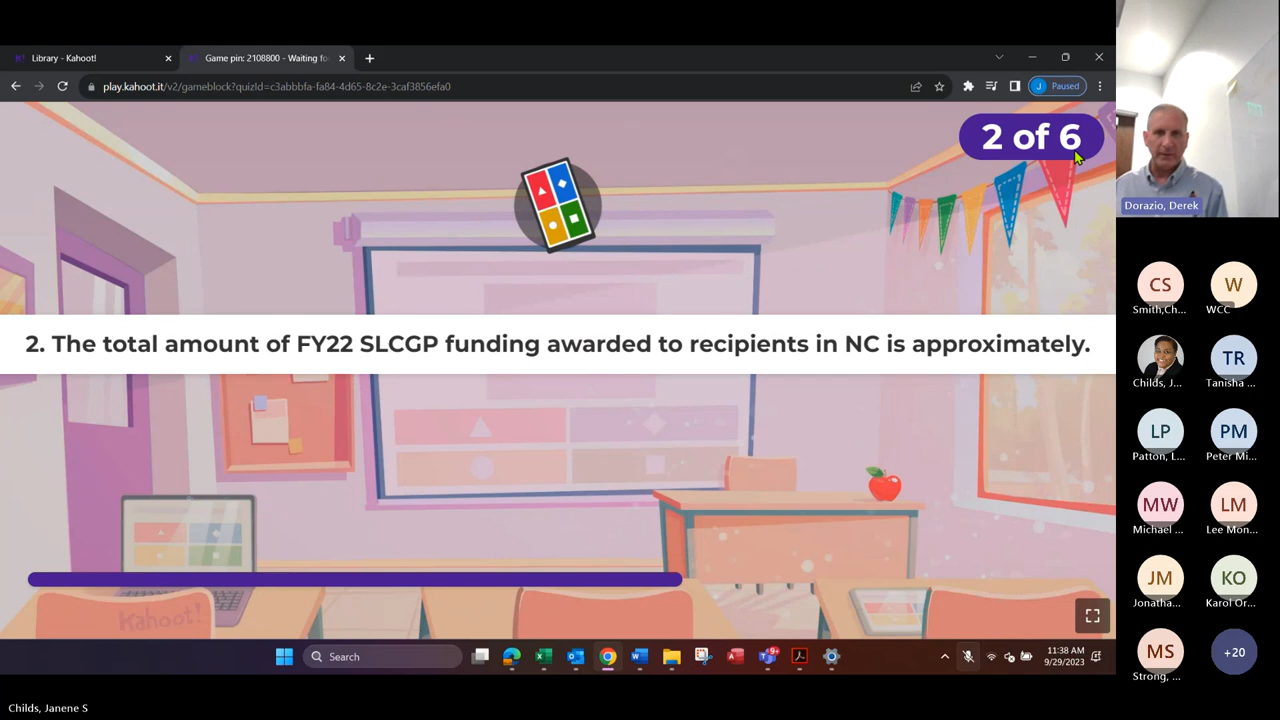 Library - Kahoot!
Game pin: 2108800 - Waiting fo
play.kahoot.it/v2/gameblock?quizId=c3abbbfa-fa84-4d65-8c2e-3caf3856efa0
J Paused
2 of 6
2. The total amount of FY22 SLCGP funding awarded to recipients in NC is approximately.
Kahoot!
Search
9+
11:38 AM
9/29/2023
Dorazio, Derek
CS
Smith,Ch...
W
WCC
Childs, J...
TR
Tanisha ...
LP
Patton, L...
PM
Peter Mi...
MW
Michael ...
LM
Lee Mon...
JM
Jonatha...
KO
Karol Or...
MS
Strong, ...
+20
Childs, Janene S